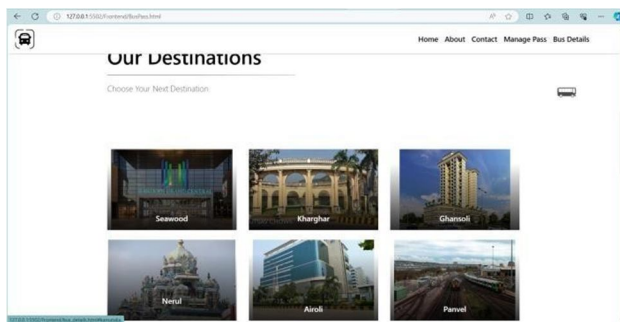 127.0.0.1:5502/Frontend/BusPass.html
Home About Contact Manage Pass Bus Details
Our Destinations
Choose Your Next Destination
Seawood
Kharghar
Ghansoli
Nerul
Airoli
Panvel